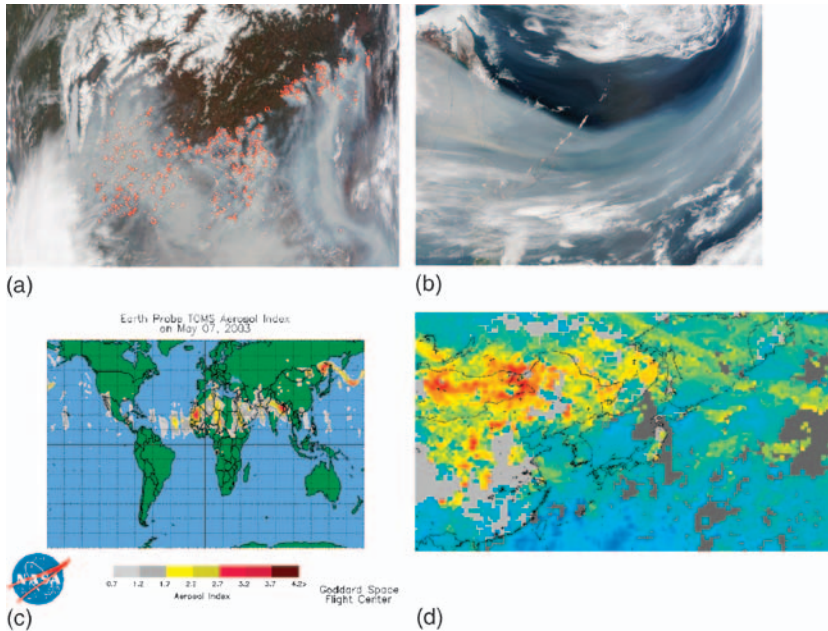 (a)
(b)
Earth Probe TOMS Aerosol Index
on May 07, 2003
0.7 1.2 1.7 2.2 2.7 3.2 3.7 4.2>
Aerosol Index
Goddard Space
Flight Center
NASA
(c)
(d)